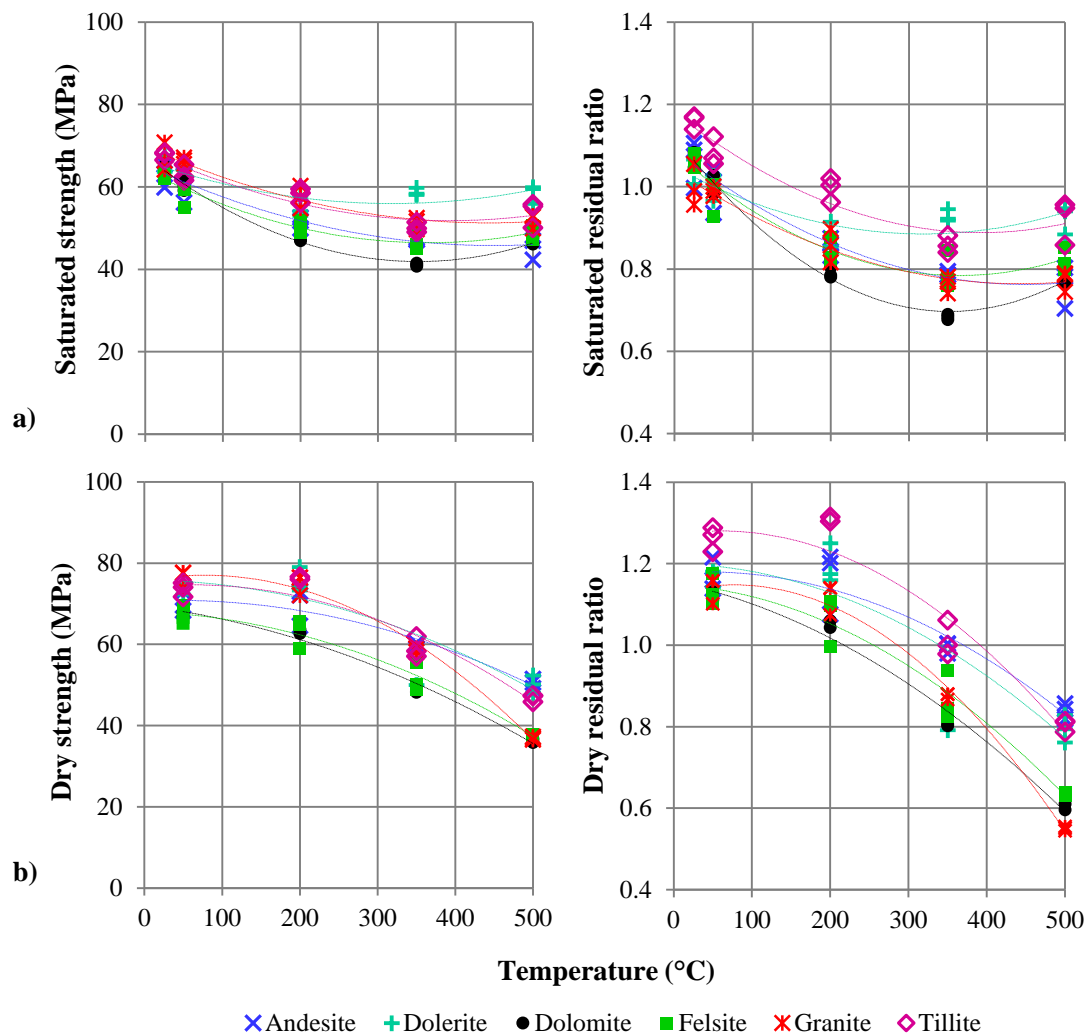 100
80
60
40
20
0
Saturated strength (MPa)
1.4
1.2
1.0
0.8
0.6
0.4
Saturated residual ratio
a)
100
80
60
40
20
0
Dry strength (MPa)
0 100 200 300 400 500
1.4
1.2
1.0
0.8
0.6
0.4
Dry residual ratio
0 100 200 300 400 500
b)
Temperature (°C)
Andesite Dolerite Dolomite Felsite Granite Tillite